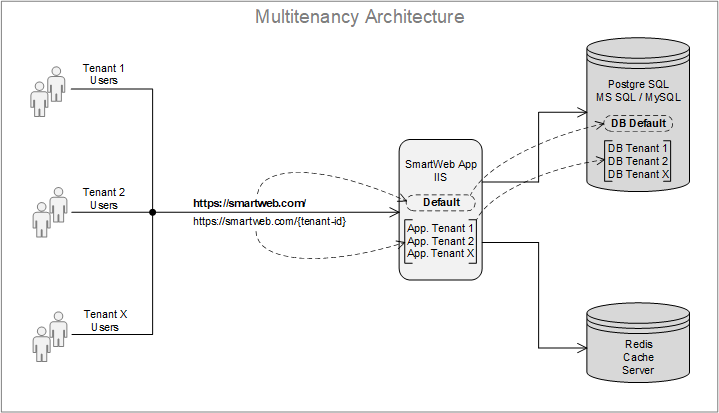 Multitenancy Architecture
Tenant 1
Users
Tenant 2
Users
Tenant X
Users
https://smartweb.com/
https://smartweb.com/{tenant-id}
SmartWeb App
IIS
Default
App. Tenant 1
App. Tenant 2
App. Tenant X
Postgre SQL
MS SQL / MySQL
DB Default
DB Tenant 1
DB Tenant 2
DB Tenant X
Redis
Cache
Server